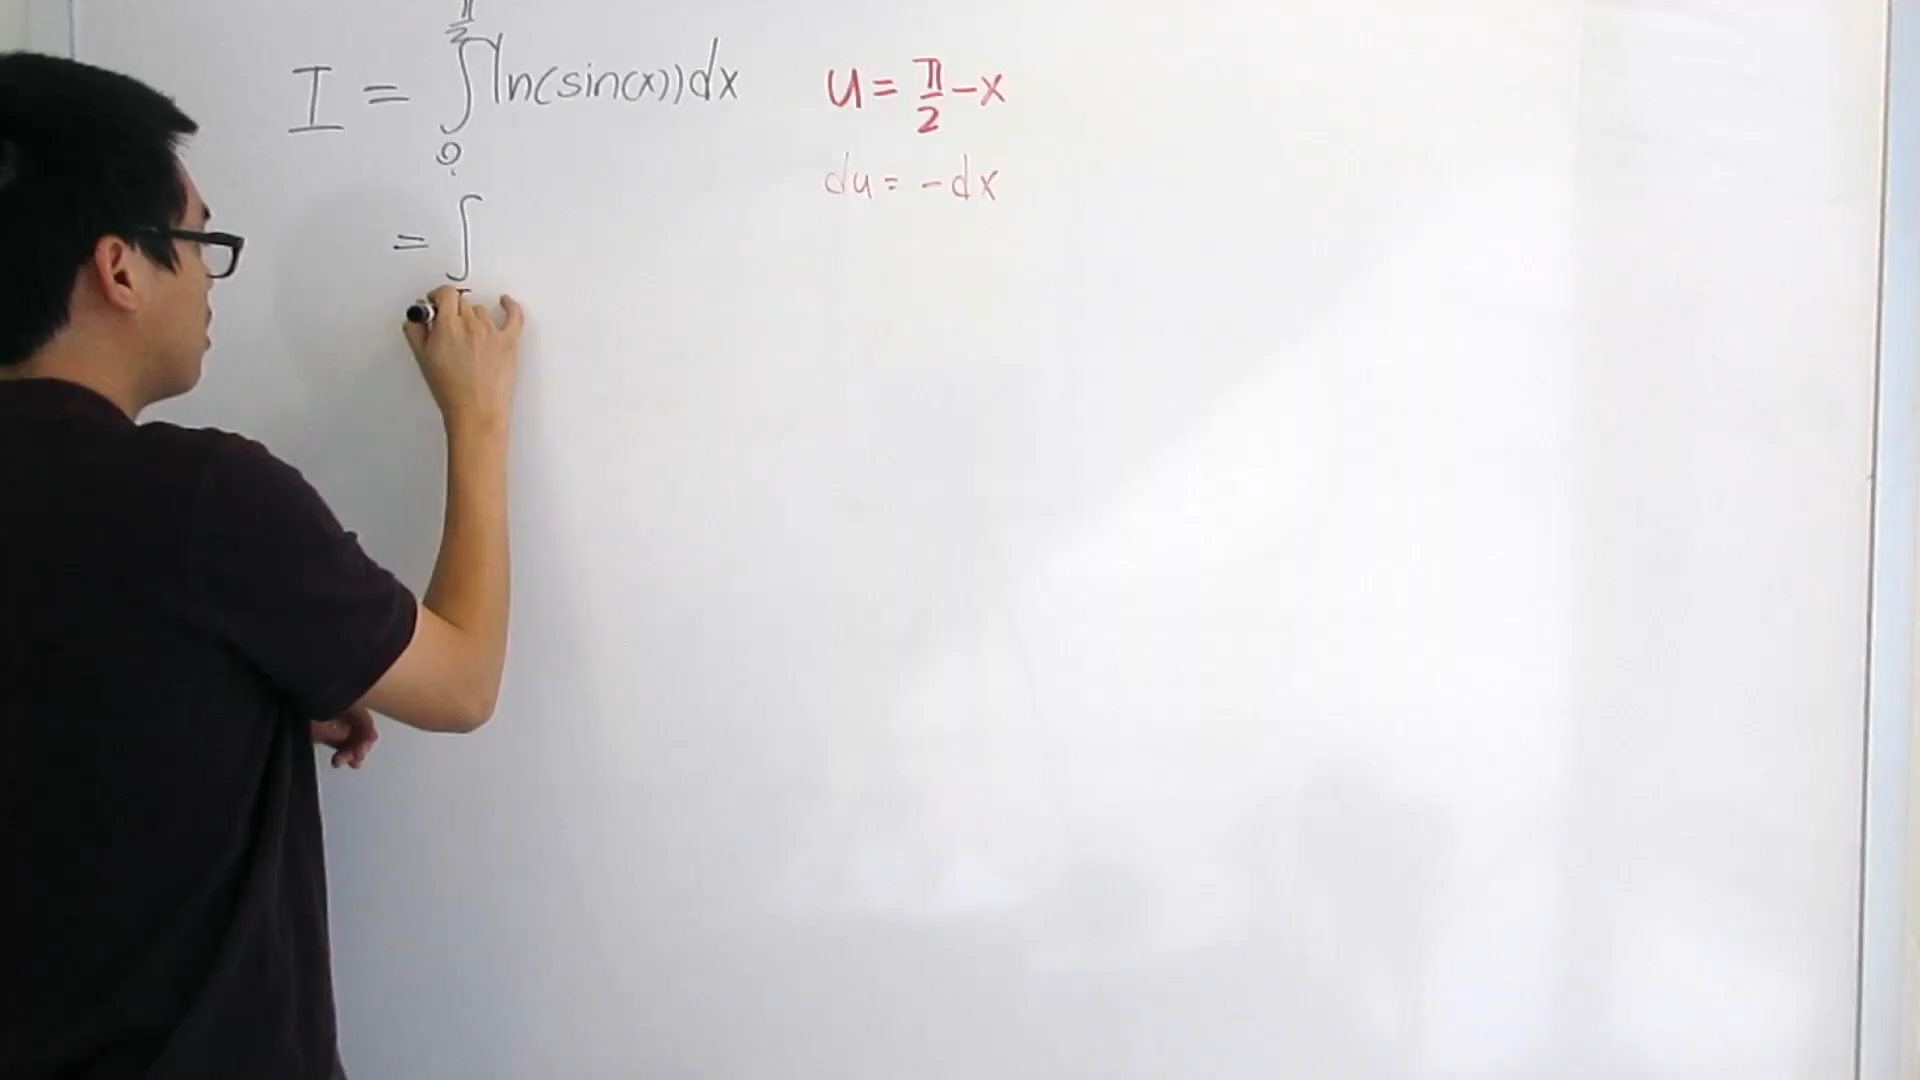 I = ∫₀^(π/2) ln(sin(x)) dx
u = π/2 - x
du = - dx
= ∫